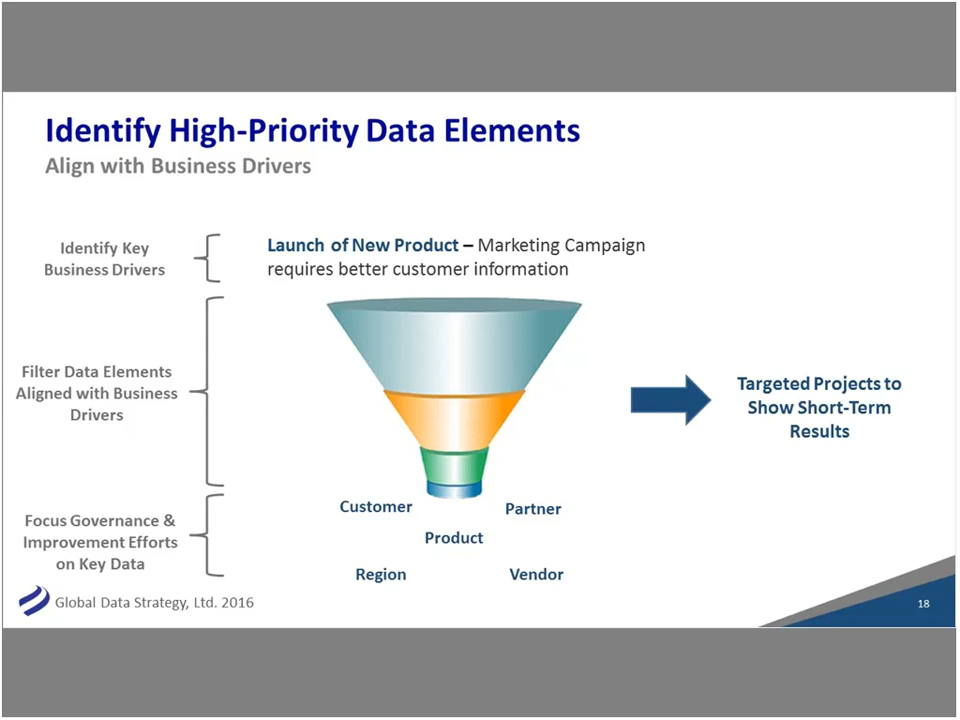 Identify High-Priority Data Elements
Align with Business Drivers
Identify Key
Business Drivers
Launch of New Product – Marketing Campaign
requires better customer information
Filter Data Elements
Aligned with Business
Drivers
Targeted Projects to
Show Short-Term
Results
Focus Governance &
Improvement Efforts
on Key Data
Customer
Partner
Product
Region
Vendor
Global Data Strategy, Ltd. 2016
18